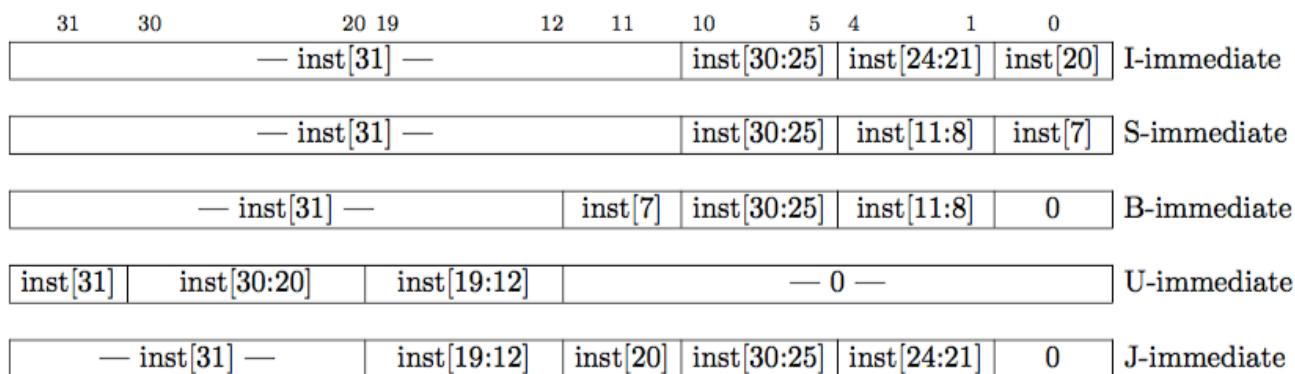 31 30 20 19 12 11 10 5 4 1 0
— inst[31] — inst[30:25] inst[24:21] inst[20] I-immediate
— inst[31] — inst[30:25] inst[11:8] inst[7] S-immediate
— inst[31] — inst[7] inst[30:25] inst[11:8] 0 B-immediate
inst[31] inst[30:20] inst[19:12] — 0 — U-immediate
— inst[31] — inst[19:12] inst[20] inst[30:25] inst[24:21] 0 J-immediate